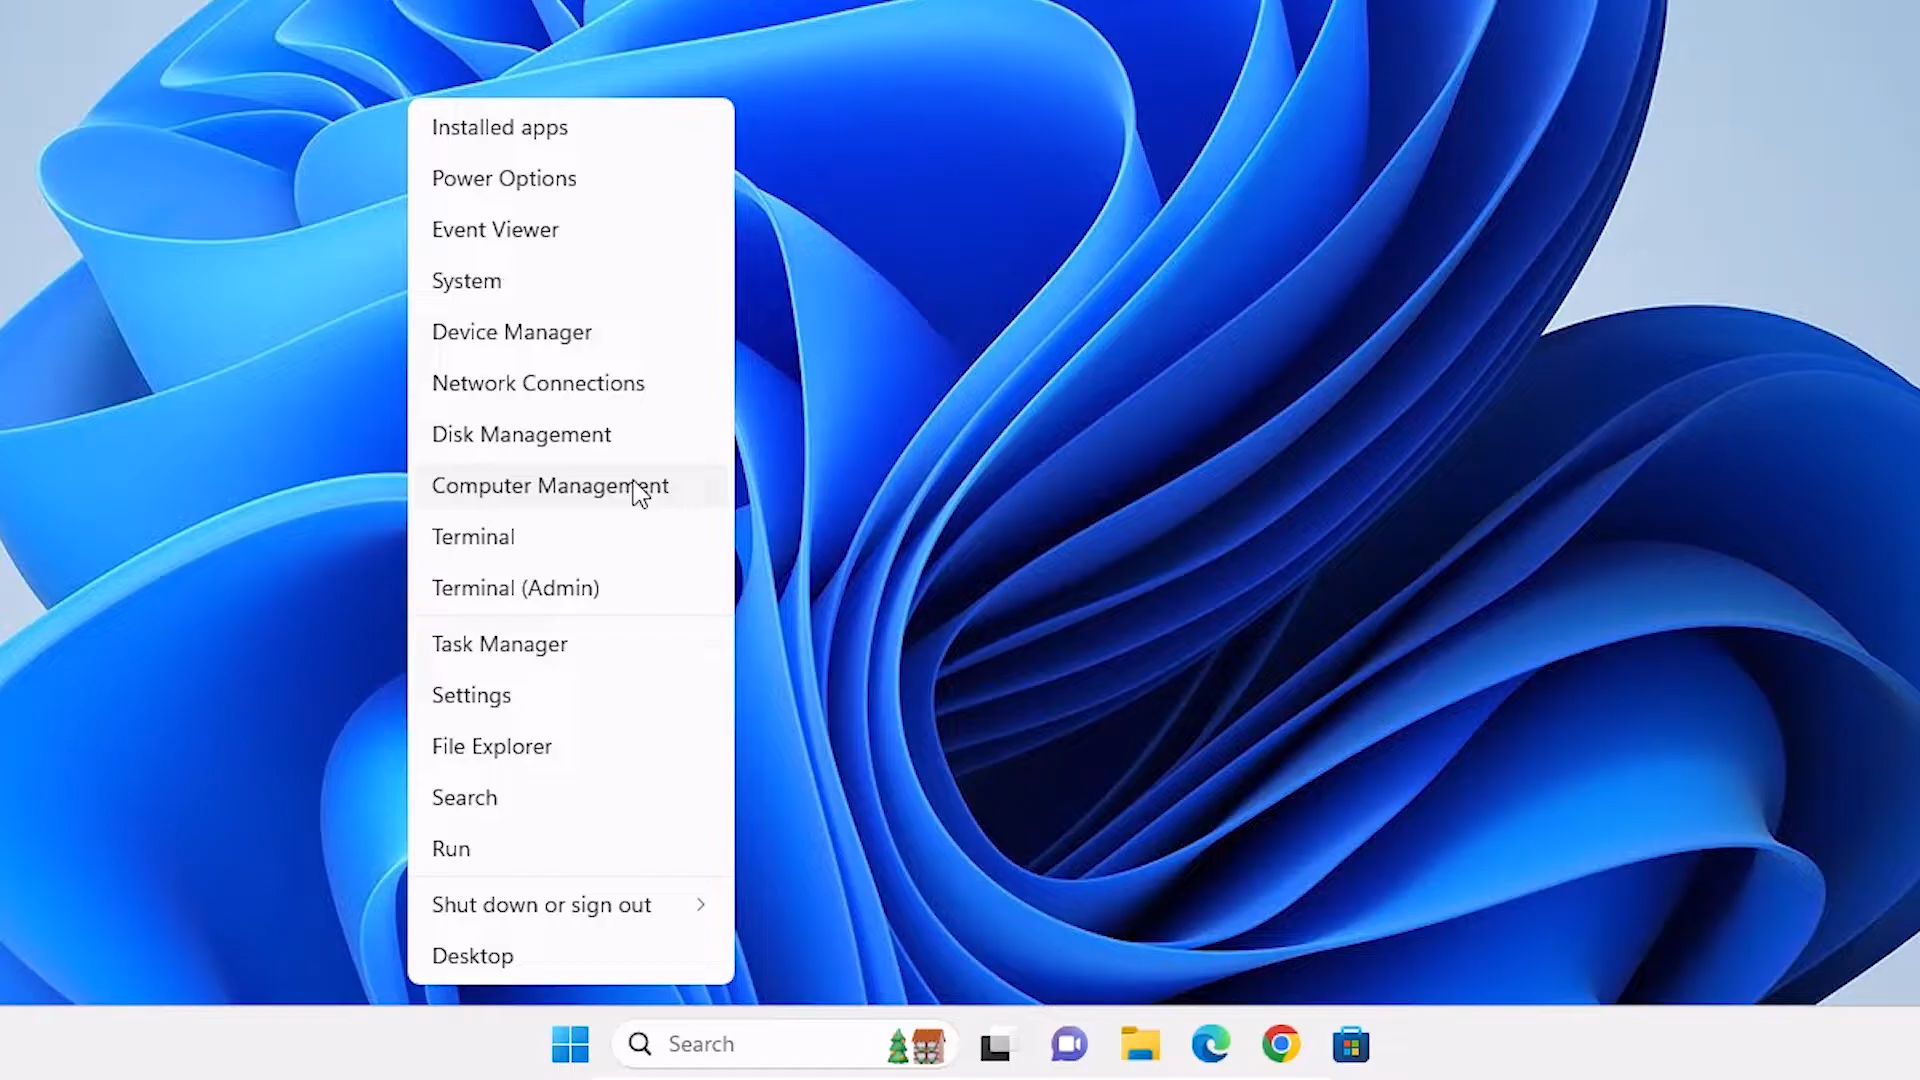 Installed apps
Power Options
Event Viewer
System
Device Manager
Network Connections
Disk Management
Computer Management
Terminal
Terminal (Admin)
Task Manager
Settings
File Explorer
Search
Run
Shut down or sign out
Desktop
Search